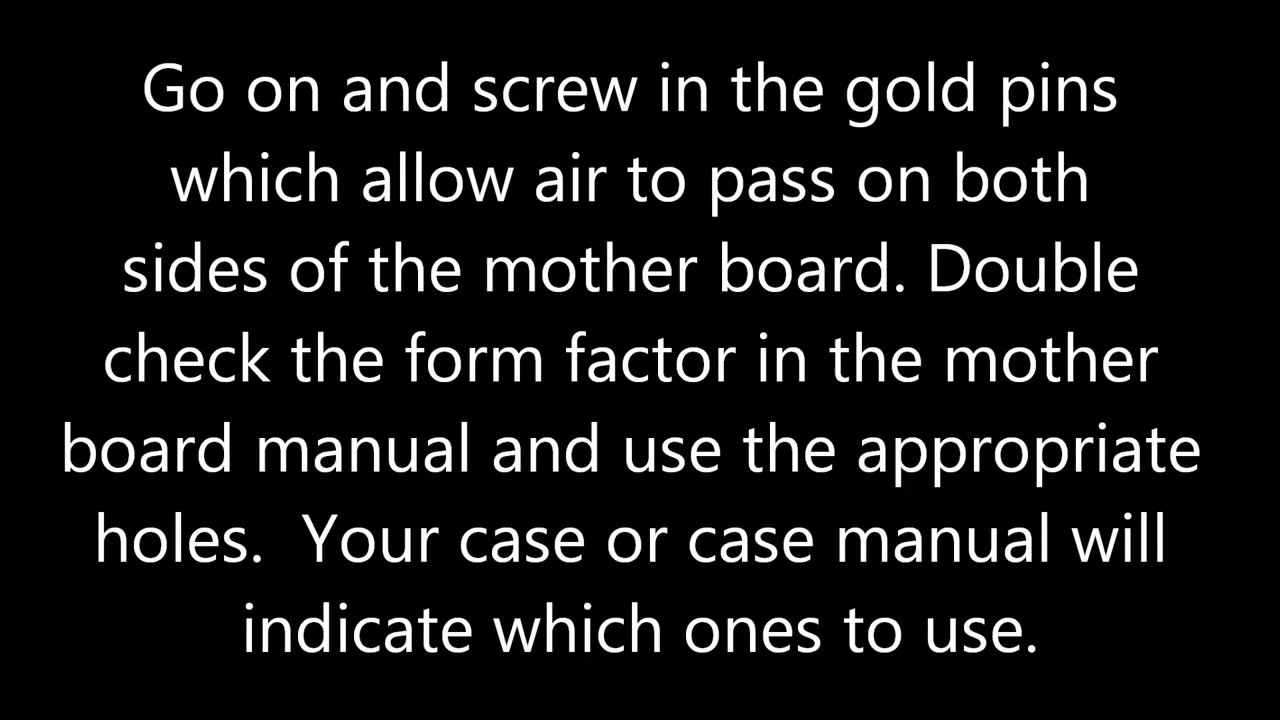 Go on and screw in the gold pins
which allow air to pass on both
sides of the mother board. Double
check the form factor in the mother
board manual and use the appropriate
holes.  Your case or case manual will
indicate which ones to use.